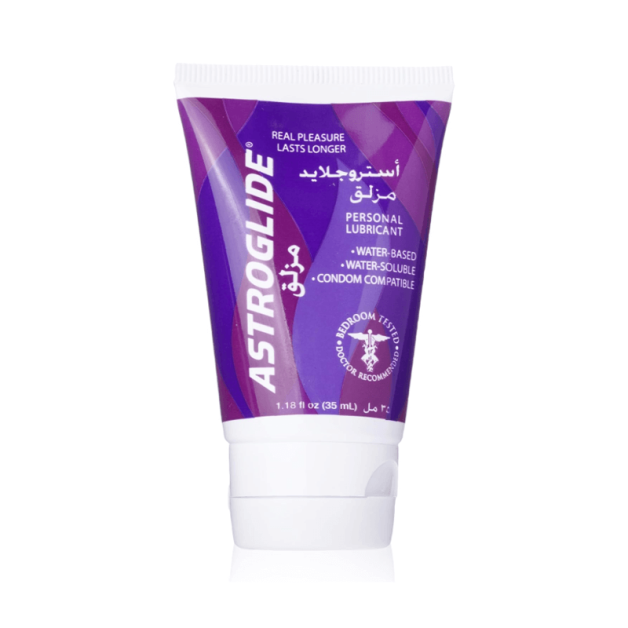 REAL PLEASURE
LASTS LONGER
ASTROGLIDE®
مزلق
أستروجلايد
مزلق
PERSONAL
LUBRICANT
• WATER-BASED
• WATER-SOLUBLE
• CONDOM COMPATIBLE
• BEDROOM TESTED •
DOCTOR RECOMMENDED
1.18 fl oz (35 mL) ٣٥ مل